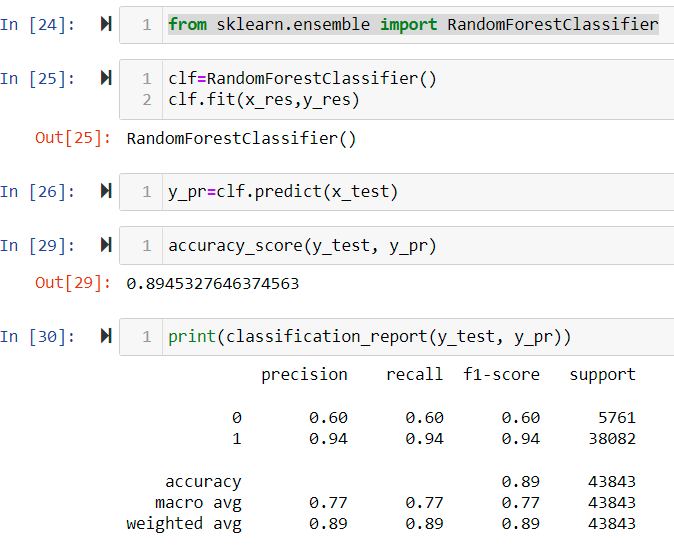 In [24]: 1 from sklearn.ensemble import RandomForestClassifier
In [25]: 1 clf=RandomForestClassifier()
2 clf.fit(x_res,y_res)
Out[25]: RandomForestClassifier()
In [26]: 1 y_pr=clf.predict(x_test)
In [29]: 1 accuracy_score(y_test, y_pr)
Out[29]: 0.8945327646374563
In [30]: 1 print(classification_report(y_test, y_pr))
precision recall f1-score support
0 0.60 0.60 0.60 5761
1 0.94 0.94 0.94 38082
accuracy 0.89 43843
macro avg 0.77 0.77 0.77 43843
weighted avg 0.89 0.89 0.89 43843